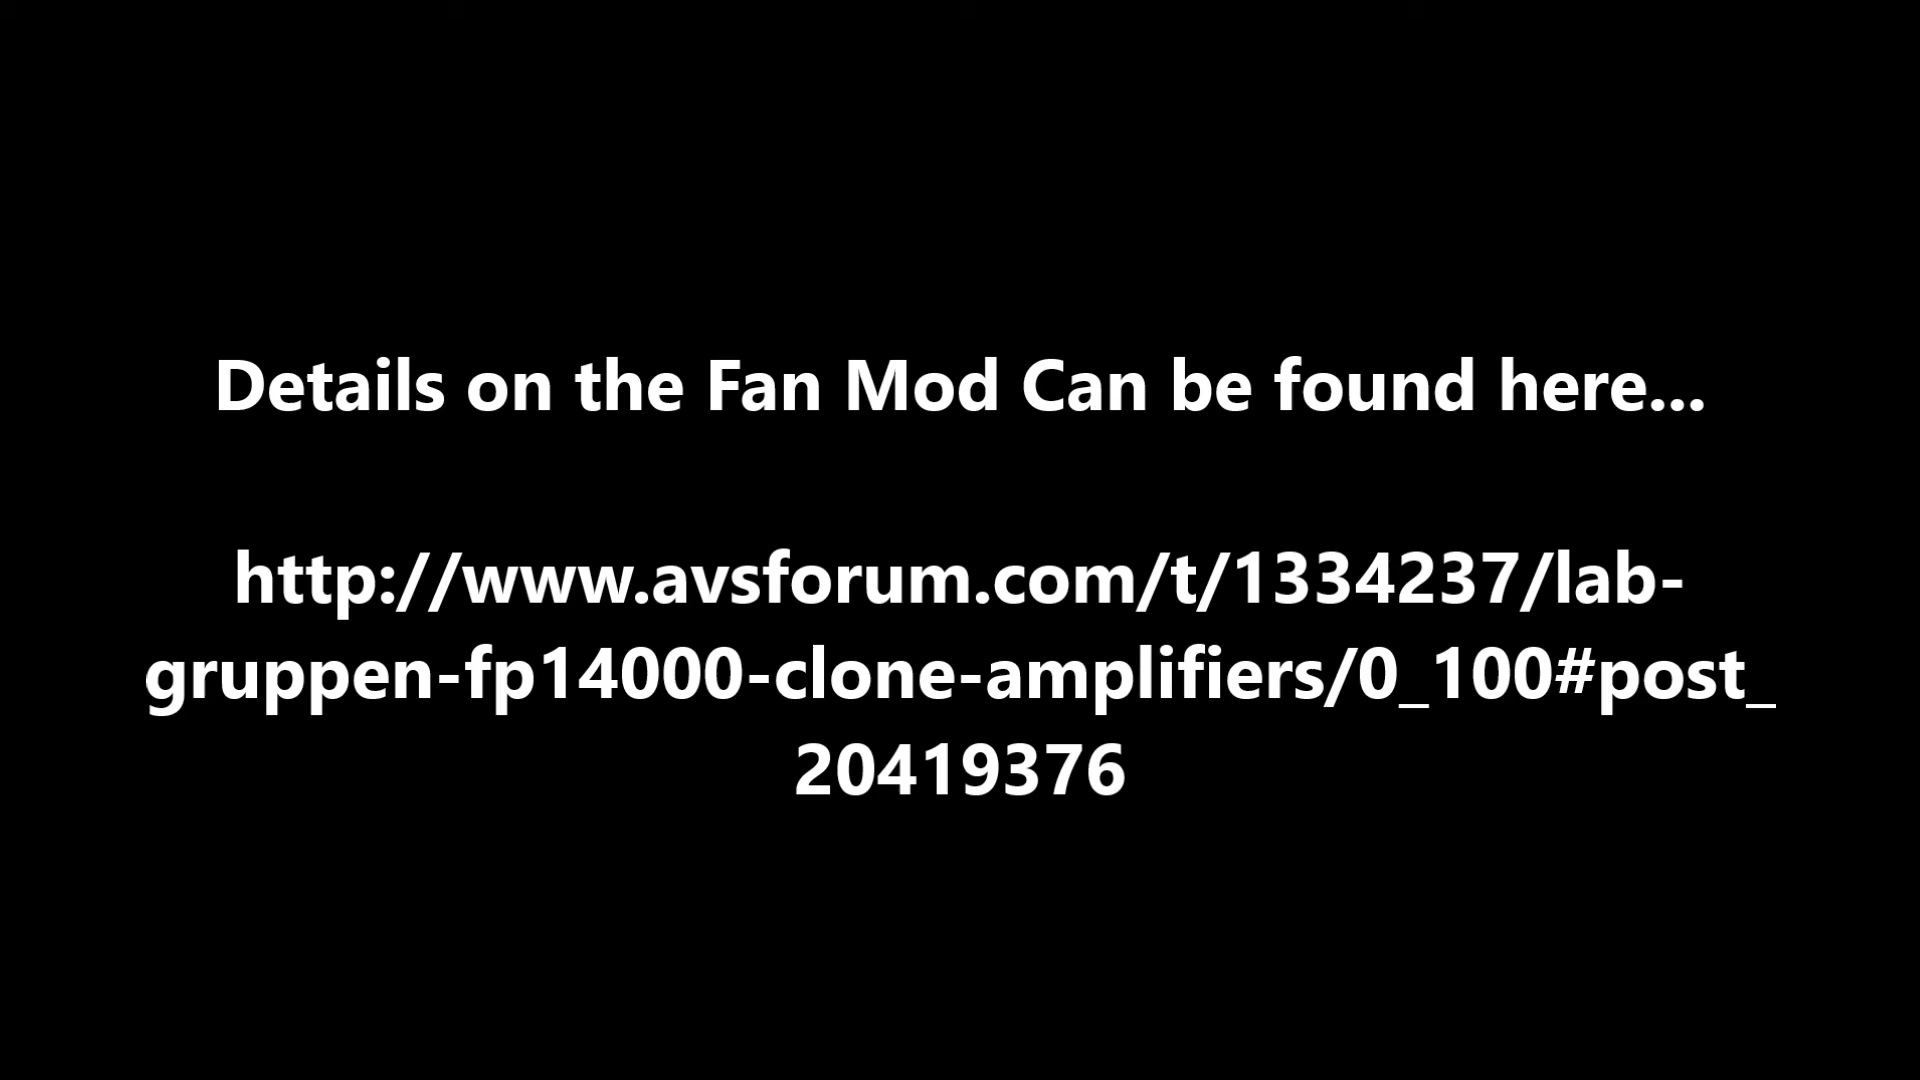 Details on the Fan Mod Can be found here...
http://www.avsforum.com/t/1334237/lab-
gruppen-fp14000-clone-amplifiers/0_100#post_
20419376